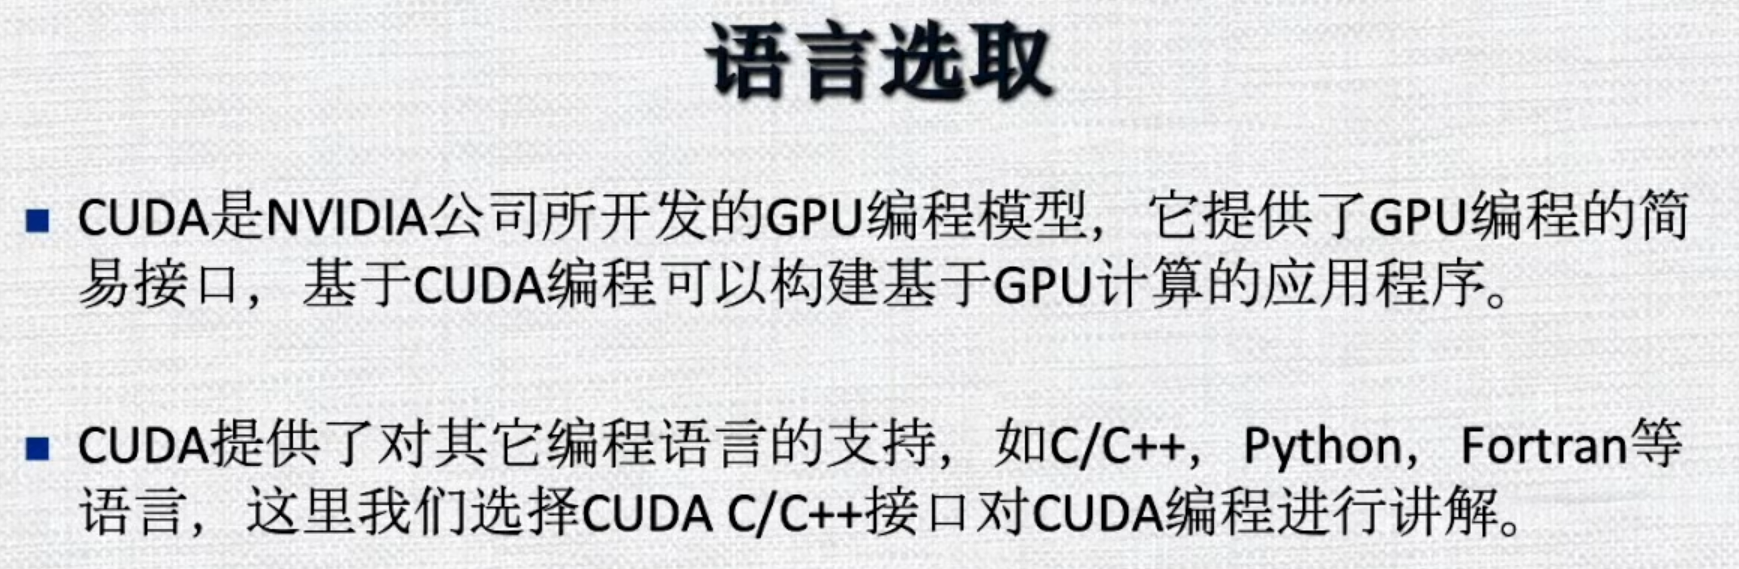 语言选取
CUDA是NVIDIA公司所开发的GPU编程模型，它提供了GPU编程的简
易接口，基于CUDA编程可以构建基于GPU计算的应用程序。
CUDA提供了对其它编程语言的支持，如C/C++，Python，Fortran等
语言，这里我们选择CUDA C/C++接口对CUDA编程进行讲解。